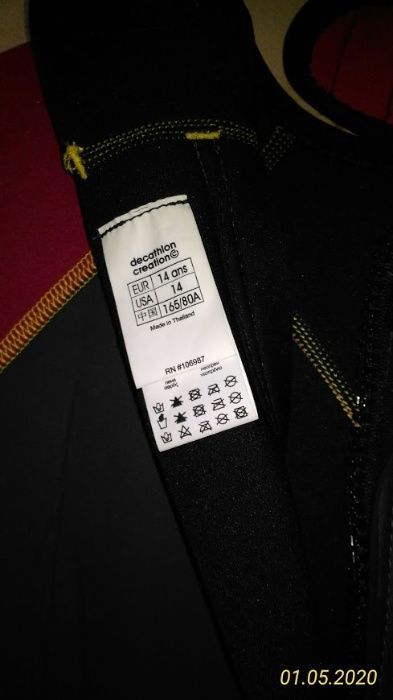 decathlon
creation©
EUR 14 ans
USA 14
中国 165/80A
Made in Thailand
RN #106987
01.05.2020